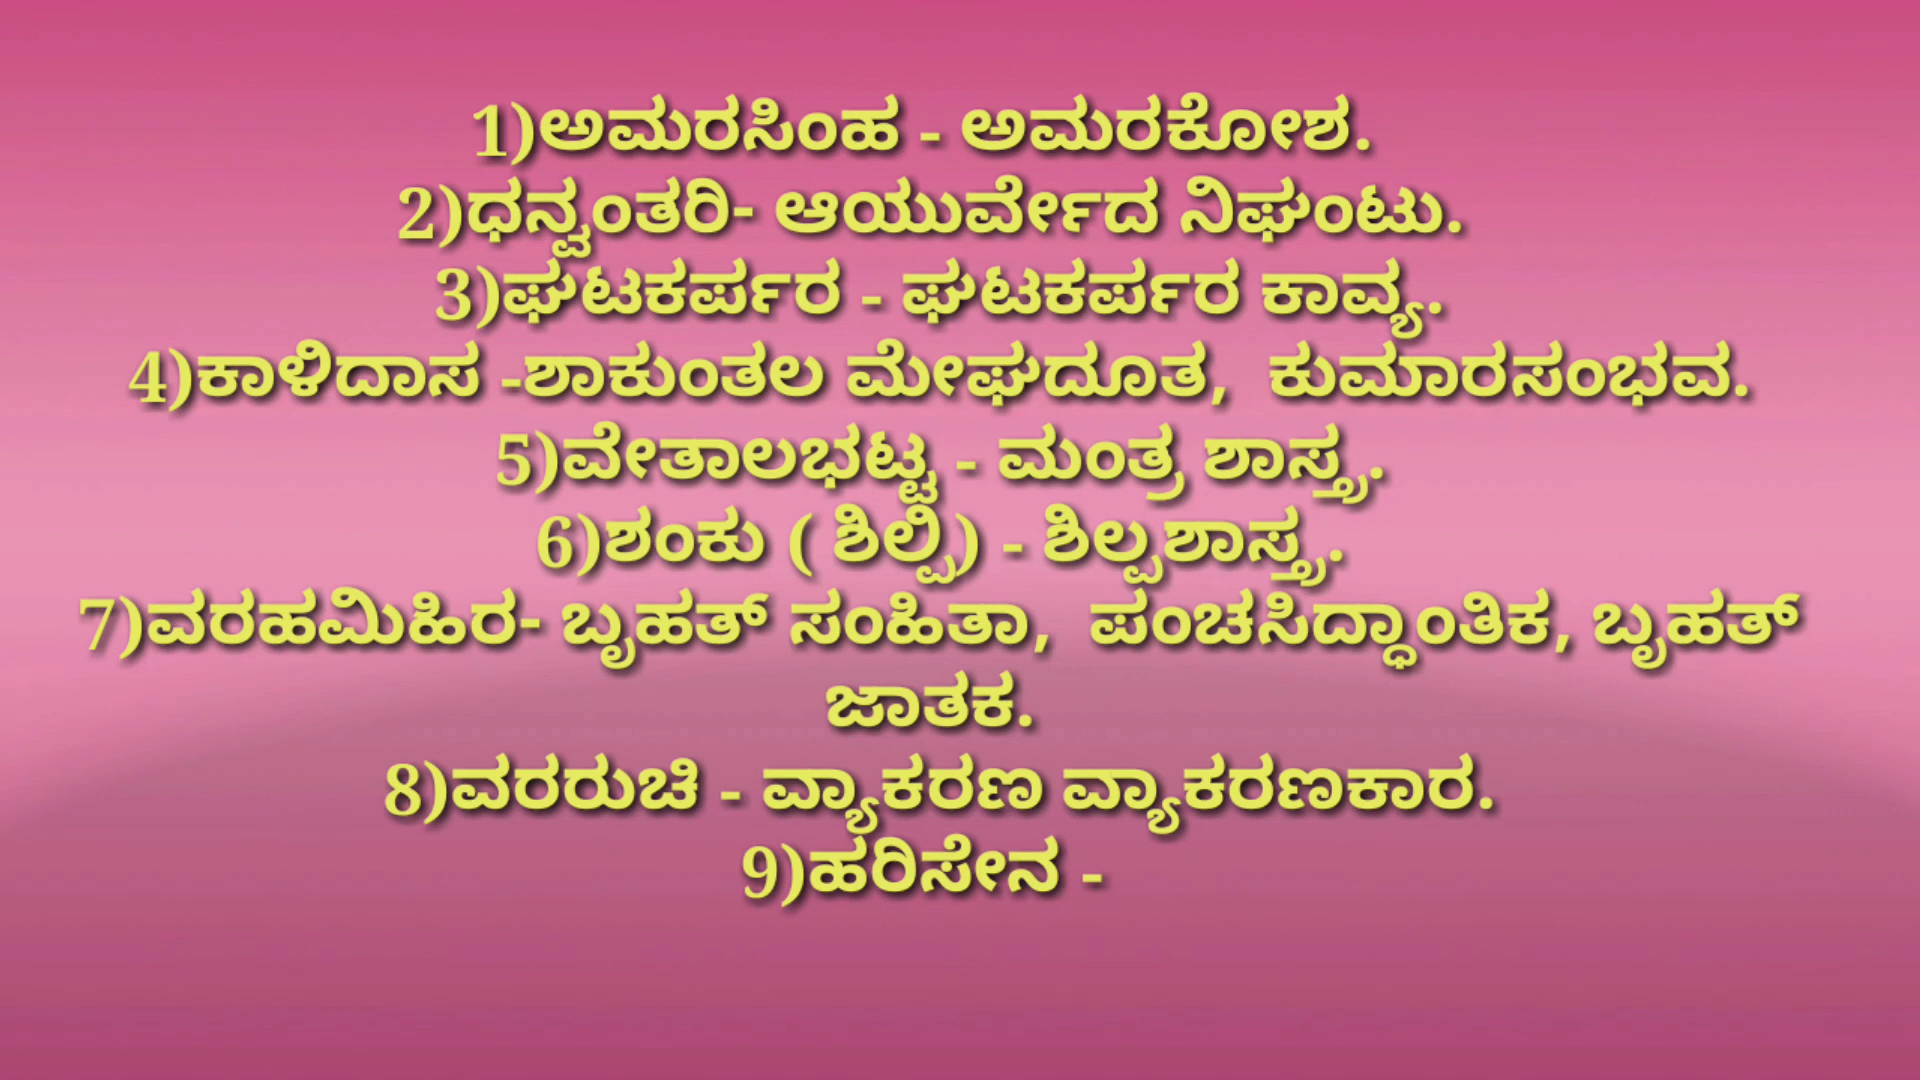 1)ಅಮರಸಿಂಹ - ಅಮರಕೋಶ.
2)ಧನ್ವಂತರಿ- ಆಯುರ್ವೇದ ನಿಘಂಟು.
3)ಘಟಕರ್ಪರ - ಘಟಕರ್ಪರ ಕಾವ್ಯ.
4)ಕಾಳಿದಾಸ -ಶಾಕುಂತಲ ಮೇಘದೂತ, ಕುಮಾರಸಂಭವ.
5)ವೇತಾಲಭಟ್ಟ - ಮಂತ್ರ ಶಾಸ್ತ್ರ.
6)ಶಂಕು ( ಶಿಲ್ಪಿ) - ಶಿಲ್ಪಶಾಸ್ತ್ರ.
7)ವರಹಮಿಹಿರ- ಬೃಹತ್ ಸಂಹಿತಾ, ಪಂಚಸಿದ್ಧಾಂತಿಕ, ಬೃಹತ್
ಜಾತಕ.
8)ವರರುಚಿ - ವ್ಯಾಕರಣ ವ್ಯಾಕರಣಕಾರ.
9)ಹರಿಸೇನ -